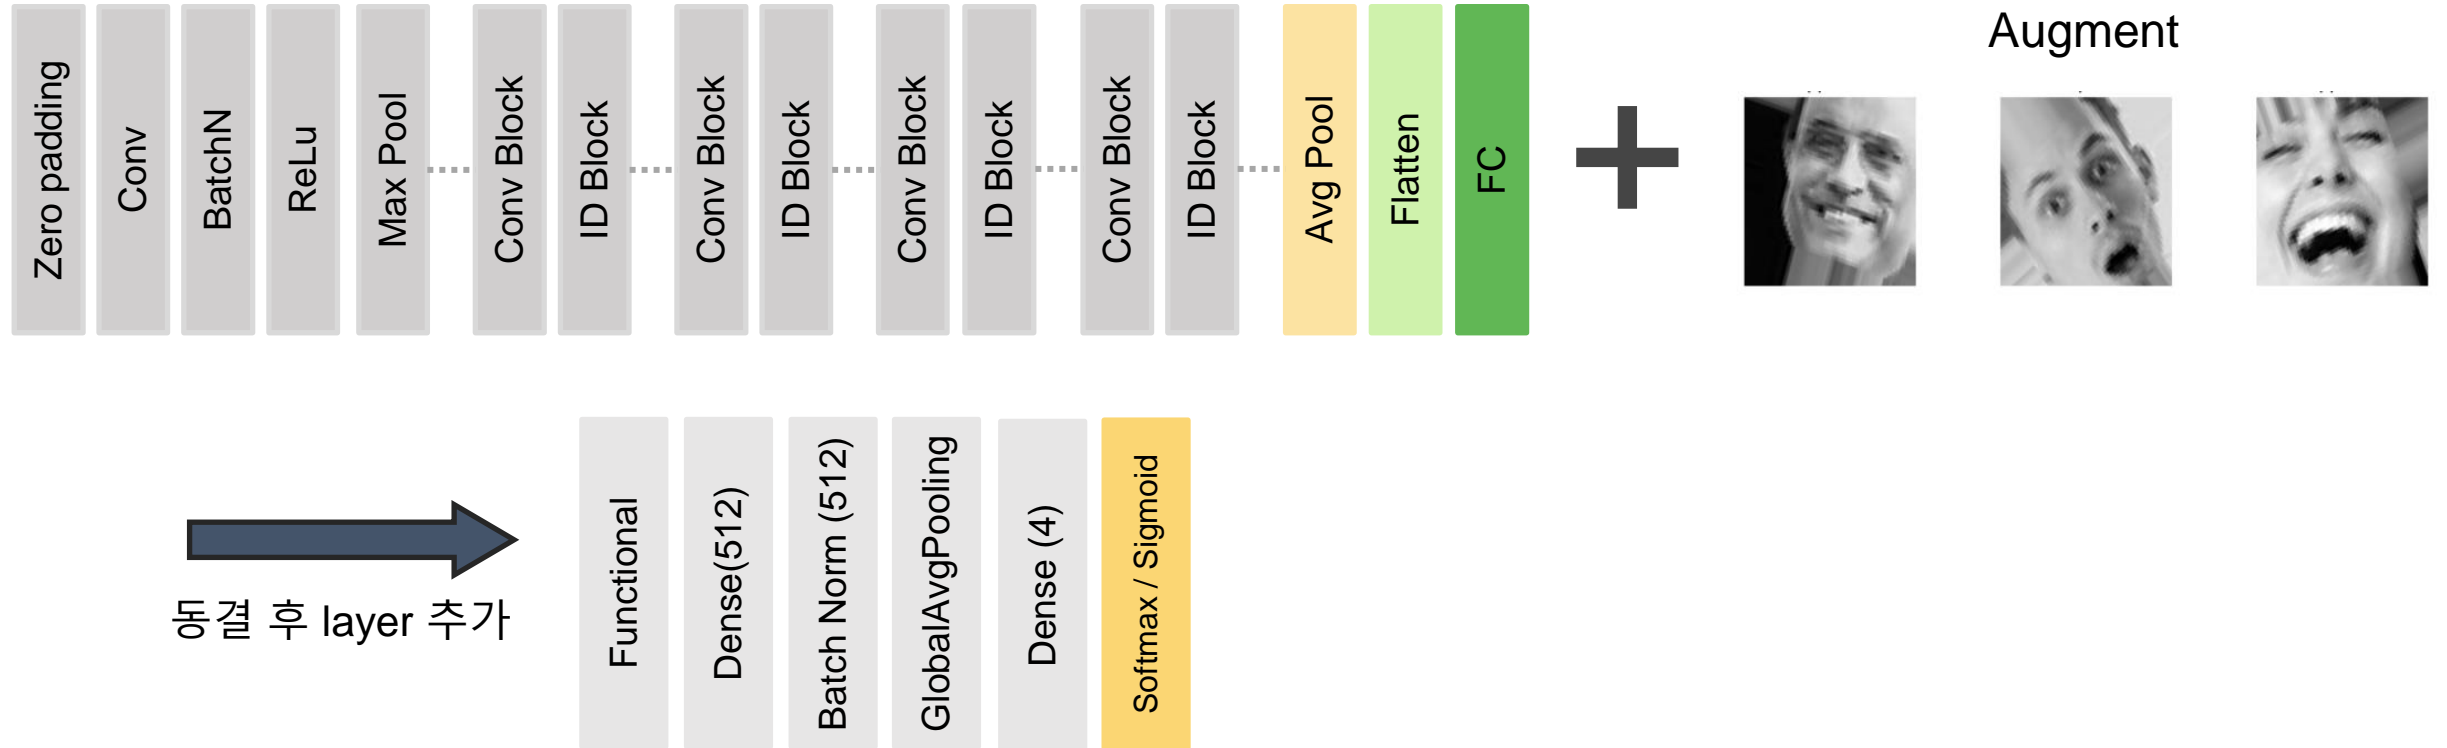 Zero padding
Conv
BatchN
ReLu
Max Pool
Conv Block
ID Block
Conv Block
ID Block
Conv Block
ID Block
Conv Block
ID Block
Avg Pool
Flatten
FC
Augment
동결 후 layer 추가
Functional
Dense(512)
Batch Norm (512)
GlobalAvgPooling
Dense (4)
Softmax / Sigmoid